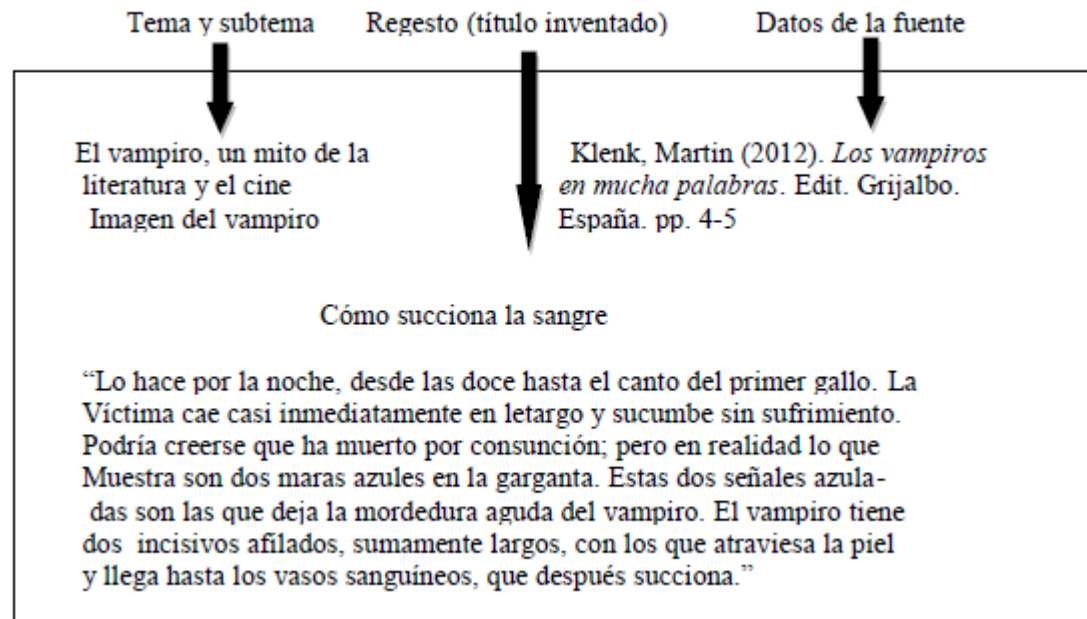 Tema y subtema Regesto (título inventado) Datos de la fuente
El vampiro, un mito de la
literatura y el cine
Imagen del vampiro
Klenk, Martin (2012). Los vampiros
en mucha palabras. Edit. Grijalbo.
España. pp. 4-5
Cómo succiona la sangre
“Lo hace por la noche, desde las doce hasta el canto del primer gallo. La
Víctima cae casi inmediatamente en letargo y sucumbe sin sufrimiento.
Podría creerse que ha muerto por consunción; pero en realidad lo que
Muestra son dos maras azules en la garganta. Estas dos señales azula-
das son las que deja la mordedura aguda del vampiro. El vampiro tiene
dos incisivos afilados, sumamente largos, con los que atraviesa la piel
y llega hasta los vasos sanguíneos, que después succiona.”